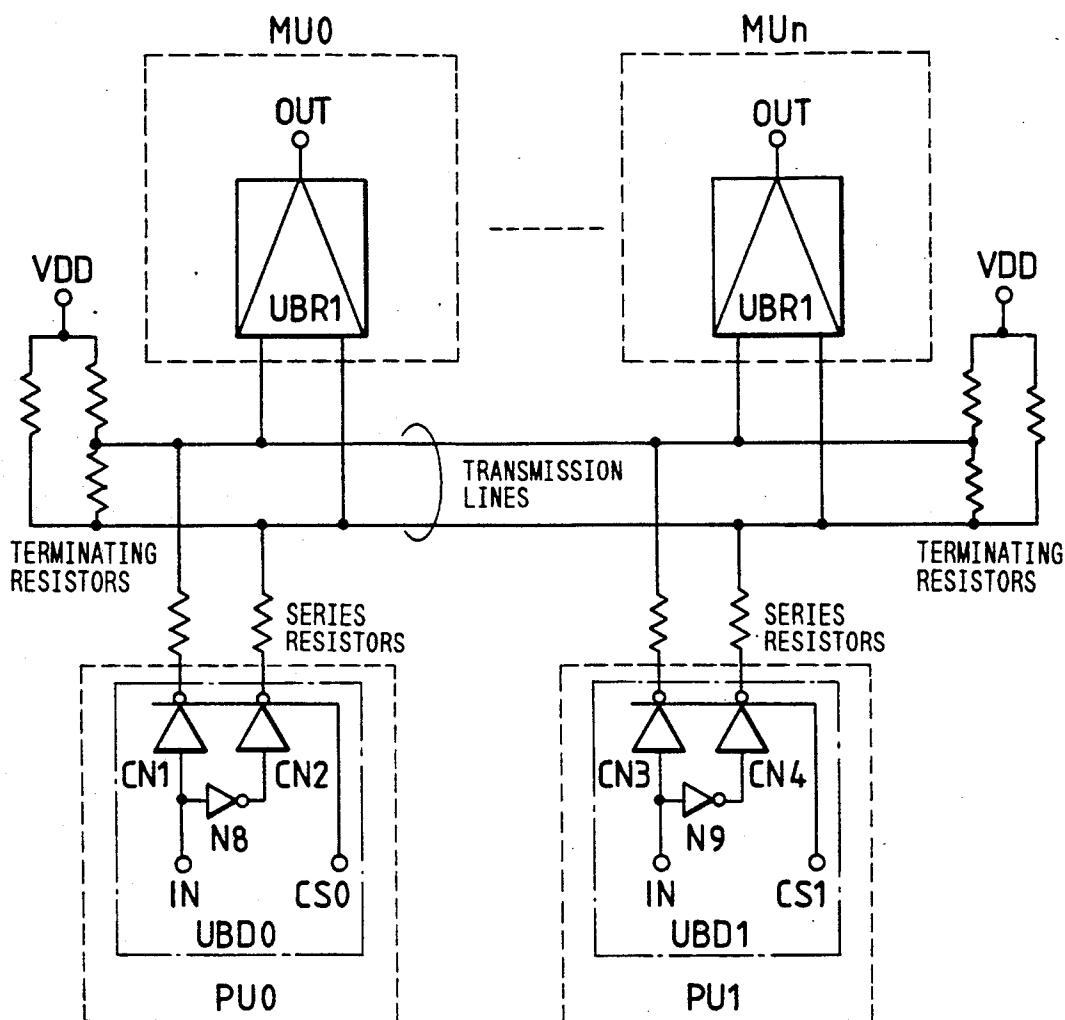 MU0
MUn
OUT
OUT
VDD
VDD
UBR1
UBR1
TRANSMISSION
LINES
TERMINATING
RESISTORS
TERMINATING
RESISTORS
SERIES
RESISTORS
SERIES
RESISTORS
CN1
CN2
CN3
CN4
N8
N9
IN
CS0
IN
CS1
UBD0
UBD1
PU0
PU1